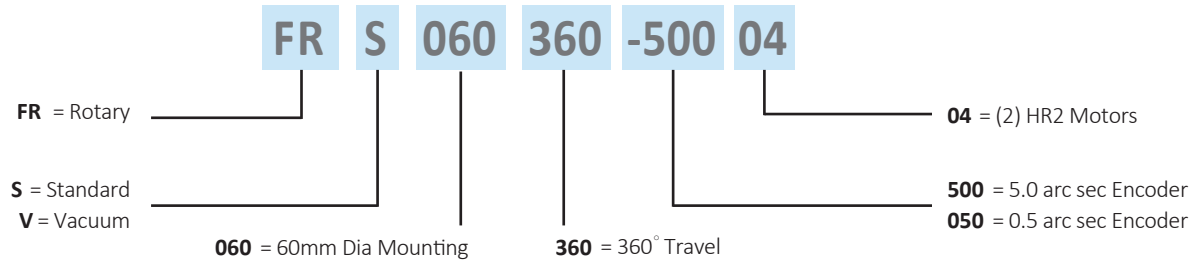 FR S 060 360 -500 04
FR = Rotary
04 = (2) HR2 Motors
S = Standard
V = Vacuum
500 = 5.0 arc sec Encoder
050 = 0.5 arc sec Encoder
060 = 60mm Dia Mounting
360 = 360° Travel